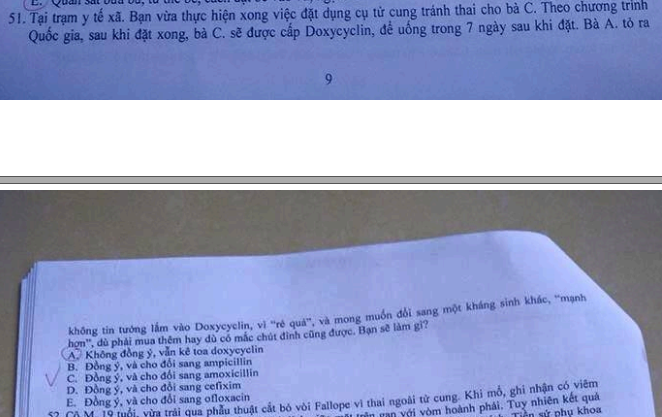 E. Quan sát
51. Tại trạm y tế xã. Bạn vừa thực hiện xong việc đặt dụng cụ tử cung tránh thai cho bà C. Theo chương trình
Quốc gia, sau khi đặt xong, bà C. sẽ được cấp Doxycyclin, để uống trong 7 ngày sau khi đặt. Bà A. tỏ ra
9
không tin tưởng lắm vào Doxycyclin, vì "rẻ quá", và mong muốn đổi sang một kháng sinh khác, "mạnh
hơn", dù phải mua thêm hay dù có mắc chút đỉnh cũng được. Bạn sẽ làm gì?
A. Không đồng ý, vẫn kê toa doxycyclin
B. Đồng ý, và cho đổi sang ampicillin
C. Đồng ý, và cho đổi sang amoxicillin
D. Đồng ý, và cho đổi sang cefixim
E. Đồng ý, và cho đổi sang ofloxacin
52. Cô M. 19 tuổi, vừa trải qua phẫu thuật cắt bỏ vòi Fallope vì thai ngoài tử cung. Khi mổ, ghi nhận có viêm
gan với vòm hoành phải. Tuy nhiên kết quả
Tiền sử phụ khoa